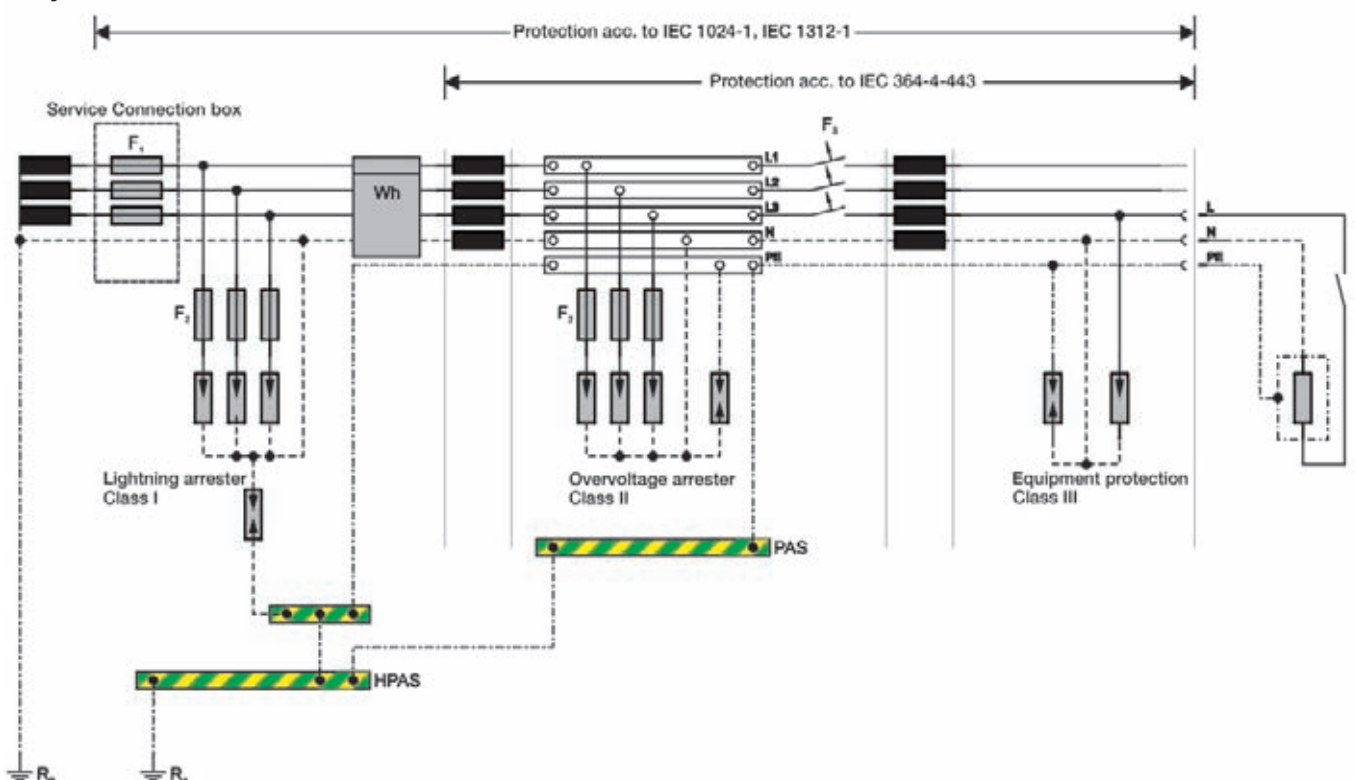 Protection acc. to IEC 1024-1, IEC 1312-1
Protection acc. to IEC 364-4-443
Service Connection box
F₁
F₃
L1
L2
L3
N
PE
Wh
L
N
PE
F₂
F₂
Lightning arrester
Class I
Overvoltage arrester
Class II
Equipment protection
Class III
PAS
HPAS